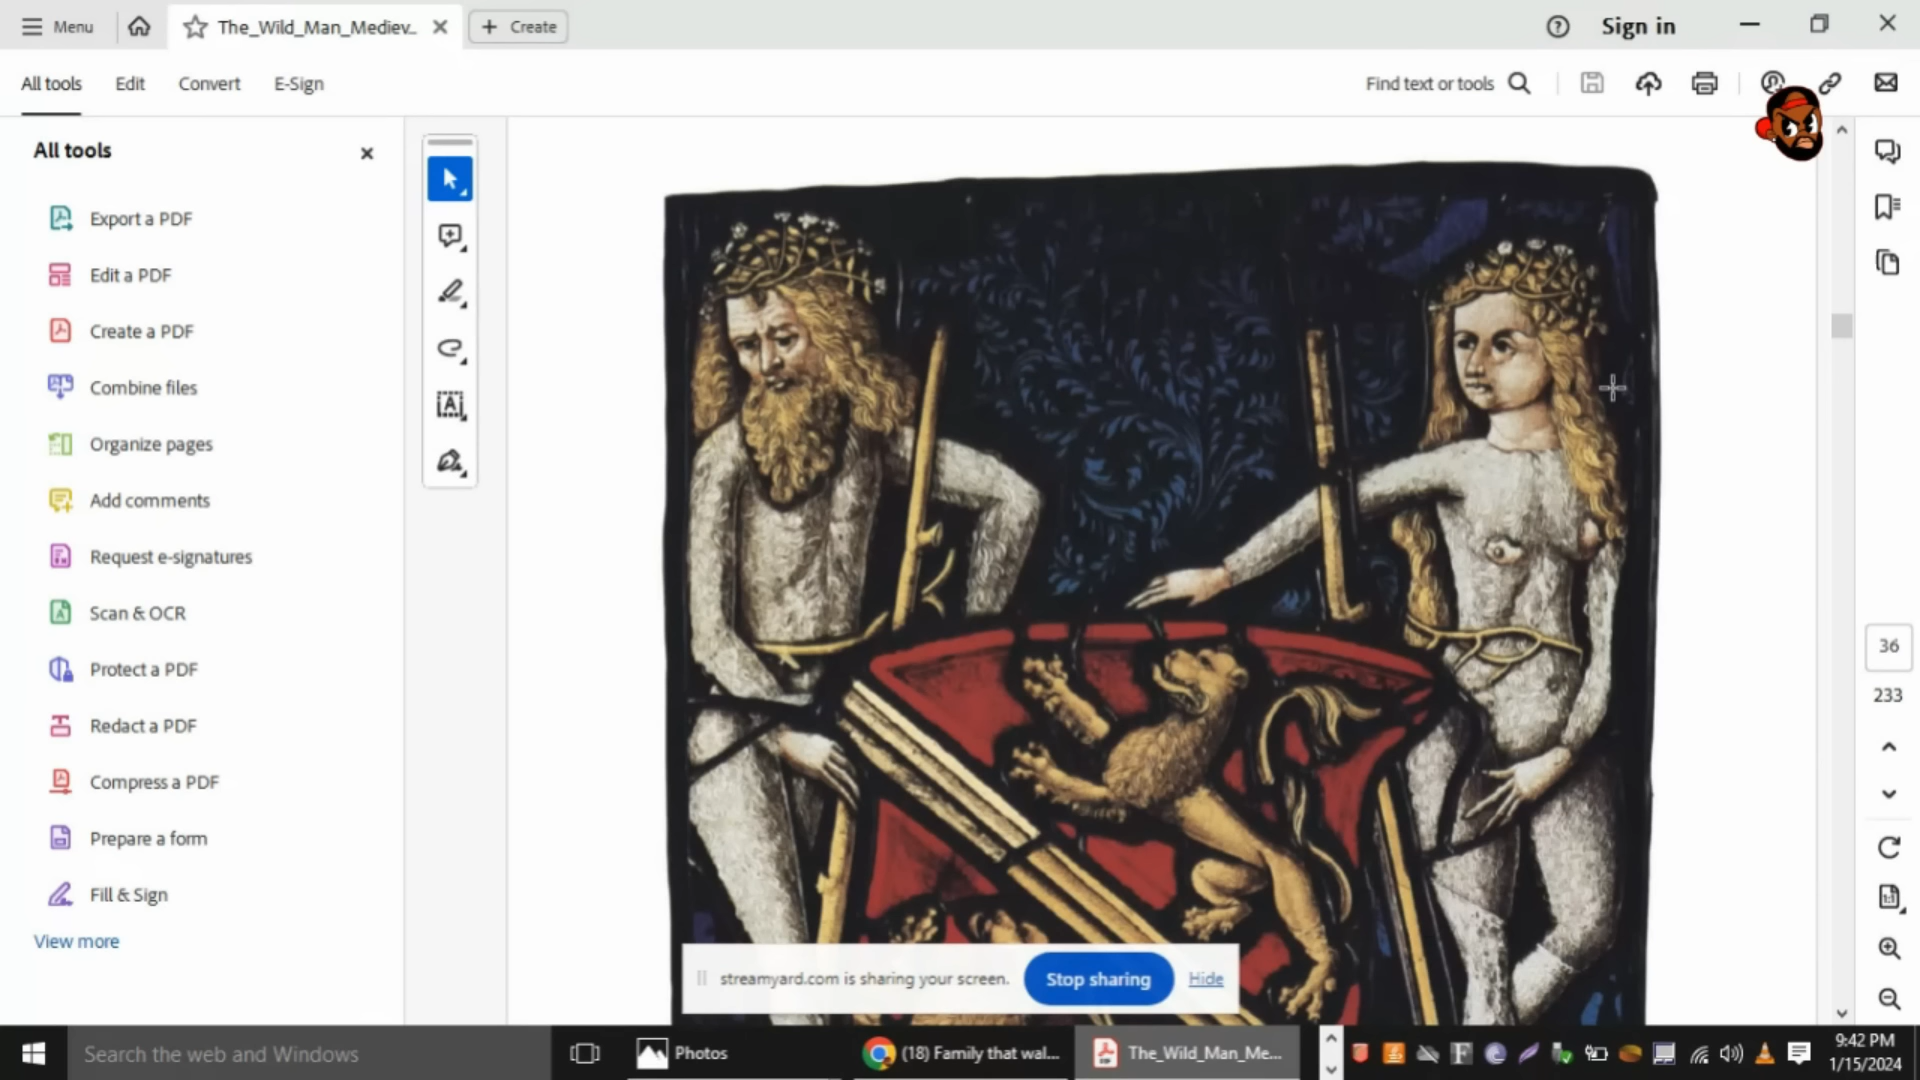 Menu
The_Wild_Man_Mediev...
Create
Sign in
All tools
Edit
Convert
E-Sign
Find text or tools
All tools
Export a PDF
Edit a PDF
Create a PDF
Combine files
Organize pages
Add comments
Request e-signatures
Scan & OCR
Protect a PDF
Redact a PDF
Compress a PDF
Prepare a form
Fill & Sign
View more
36
233
streamyard.com is sharing your screen.
Stop sharing
Hide
Search the web and Windows
Photos
(18) Family that wal...
The_Wild_Man_Me...
9:42 PM
1/15/2024